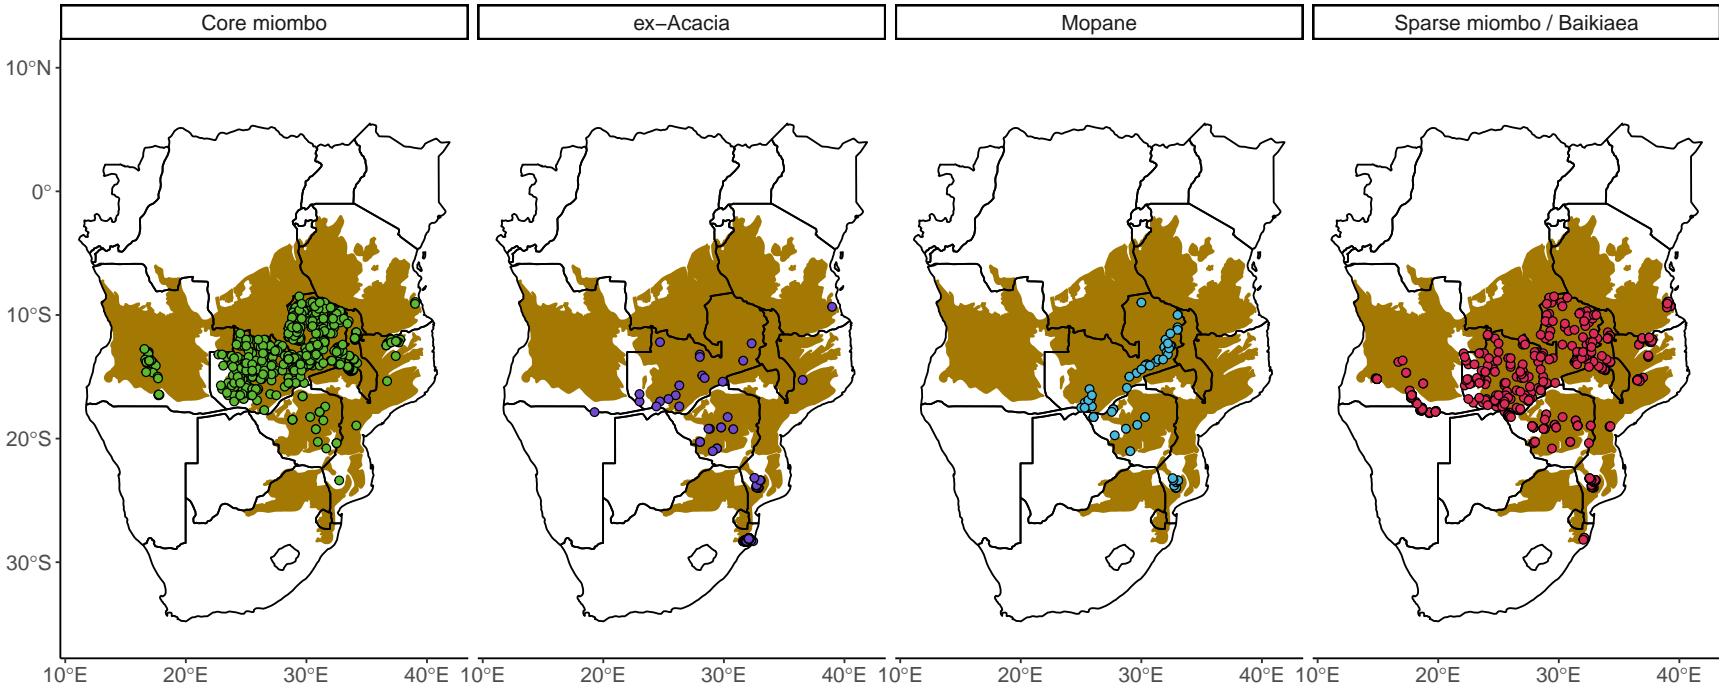 Core miombo
ex−Acacia
Mopane
Sparse miombo / Baikiaea
10°N
0°
10°S
20°S
30°S
10°E 20°E 30°E 40°E 10°E 20°E 30°E 40°E 10°E 20°E 30°E 40°E 10°E 20°E 30°E 40°E